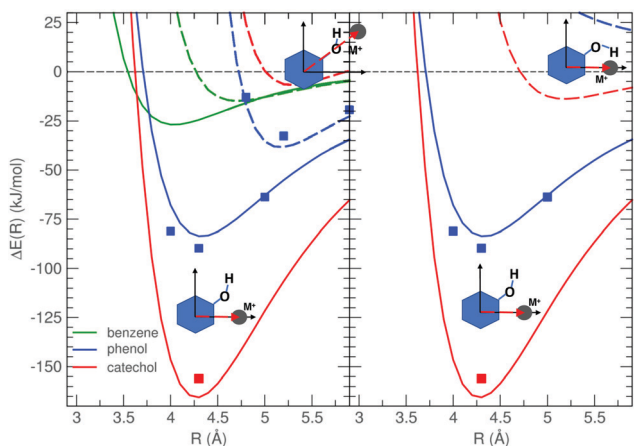 ΔE(R) (kJ/mol)
25
0
-25
-50
-75
-100
-125
-150
H
O
M⁺
H
O
M⁺
H
O
M⁺
H
O
M⁺
benzene
phenol
catechol
3 3.5 4 4.5 5 5.5
3 3.5 4 4.5 5 5.5
R (Å)
R (Å)